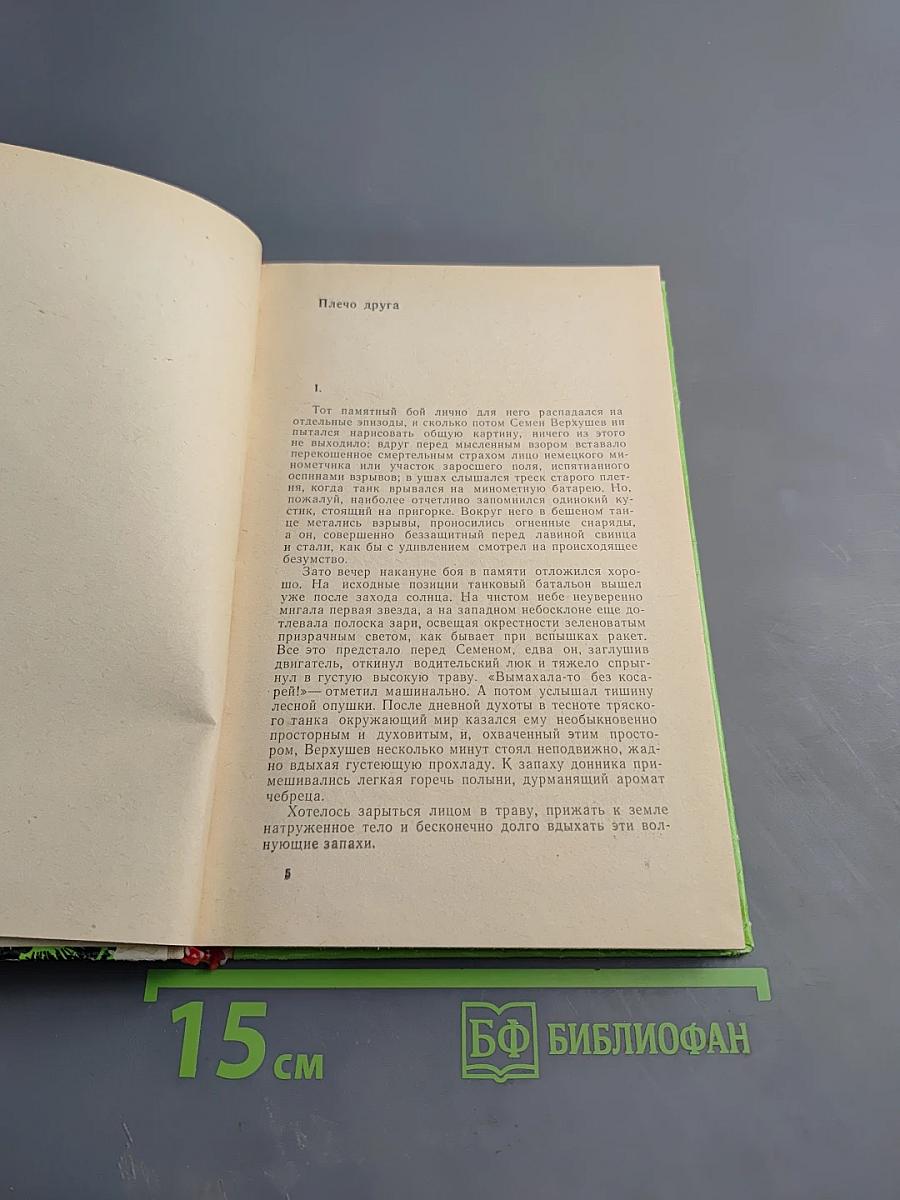 Плечо друга
1.
Тот памятный бой лично для него распадался на
отдельные эпизоды, и сколько потом Семен Верхушев ни
пытался нарисовать общую картину, ничего из этого
не выходило: вдруг перед мысленным взором вставало
перекошенное смертельным страхом лицо немецкого ми-
нометчика или участок заросшего поля, испятнанного
оспинами взрывов; в ушах слышался треск старого плет-
ня, когда танк врывался на минометную батарею. Но,
пожалуй, наиболее отчетливо запомнился одинокий ку-
стик, стоящий на пригорке. Вокруг него в бешеном тан-
це метались взрывы, проносились огненные снаряды,
а он, совершенно беззащитный перед лавиной свинца
и стали, как бы с удивлением смотрел на происходящее
безумство.
Зато вечер накануне боя в памяти отложился хоро-
шо. На исходные позиции танковый батальон вышел
уже после захода солнца. На чистом небе неуверенно
мигала первая звезда, а на западном небосклоне еще до-
тлевала полоска зари, освещая окрестности зеленоватым
призрачным светом, как бывает при вспышках ракет.
Все это предстало перед Семеном, едва он, заглушив
двигатель, откинул водительский люк и тяжело спрыг-
нул в густую высокую траву. «Вымахала-то без коса-
рей!»— отметил машинально. А потом услышал тишину
лесной опушки. После дневной духоты в тесноте тряско-
го танка окружающий мир казался ему необыкновенно
просторным и духовитым, и, охваченный этим просто-
ром, Верхушев несколько минут стоял неподвижно, жад-
но вдыхая густеющую прохладу. К запаху донника при-
мешивались легкая горечь полыни, дурманящий аромат
чебреца.
Хотелось зарыться лицом в траву, прижать к земле
натруженное тело и бесконечно долго вдыхать эти вол-
нующие запахи.
5
15 см
БФ БИБЛИОФАН